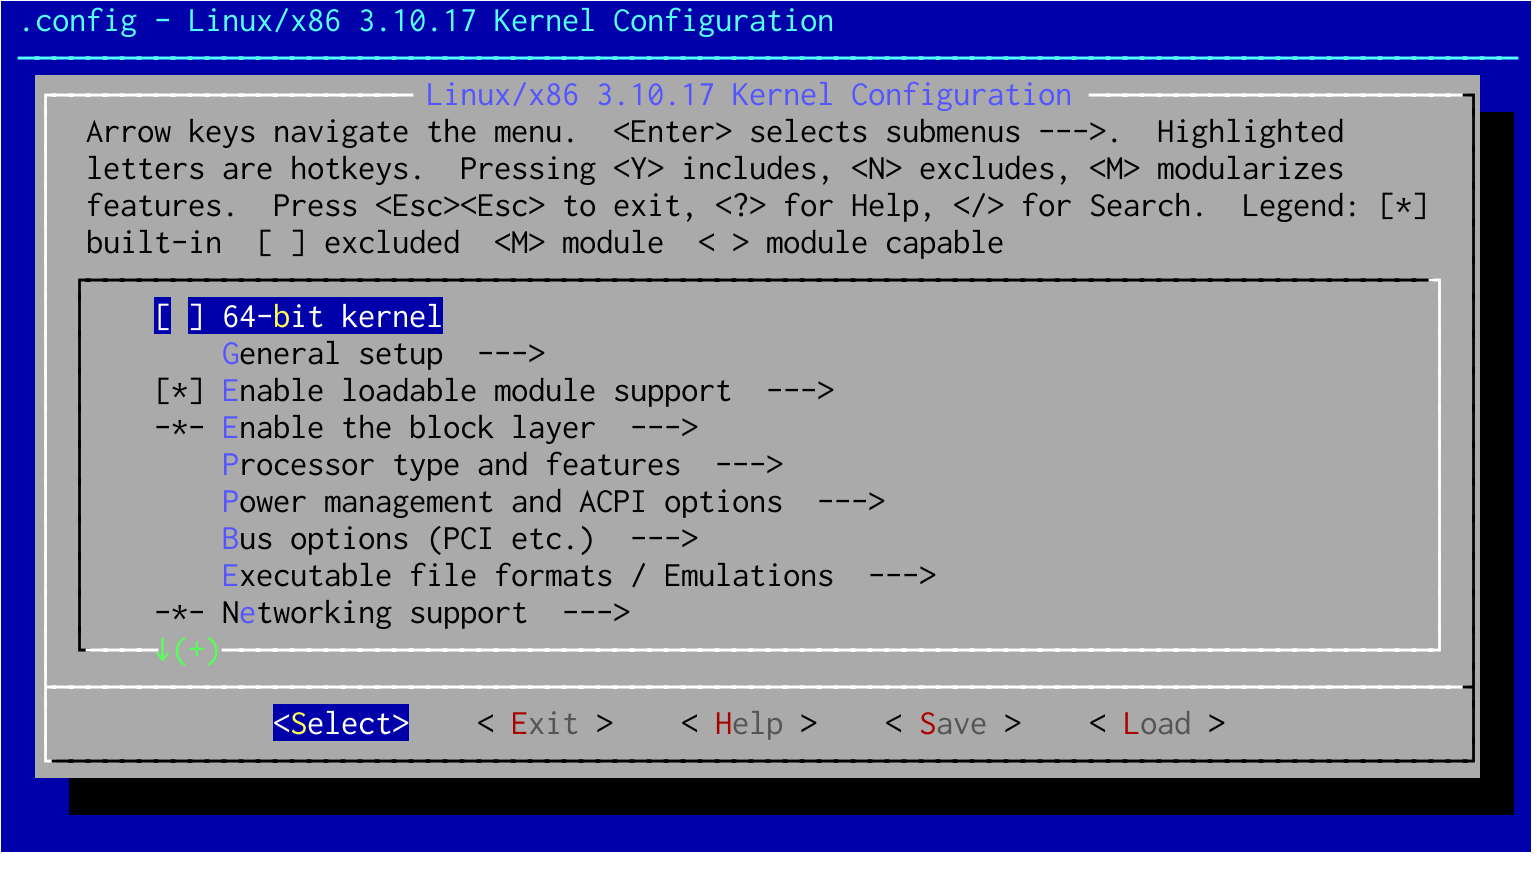 .config - Linux/x86 3.10.17 Kernel Configuration
Linux/x86 3.10.17 Kernel Configuration
Arrow keys navigate the menu.  <Enter> selects submenus --->.  Highlighted
letters are hotkeys.  Pressing <Y> includes, <N> excludes, <M> modularizes
features.  Press <Esc><Esc> to exit, <?> for Help, </> for Search.  Legend: [*]
built-in  [ ] excluded  <M> module  < > module capable
[ ] 64-bit kernel
General setup  --->
[*] Enable loadable module support  --->
-*- Enable the block layer  --->
Processor type and features  --->
Power management and ACPI options  --->
Bus options (PCI etc.)  --->
Executable file formats / Emulations  --->
-*- Networking support  --->
↓(+)
<Select>    < Exit >    < Help >    < Save >    < Load >